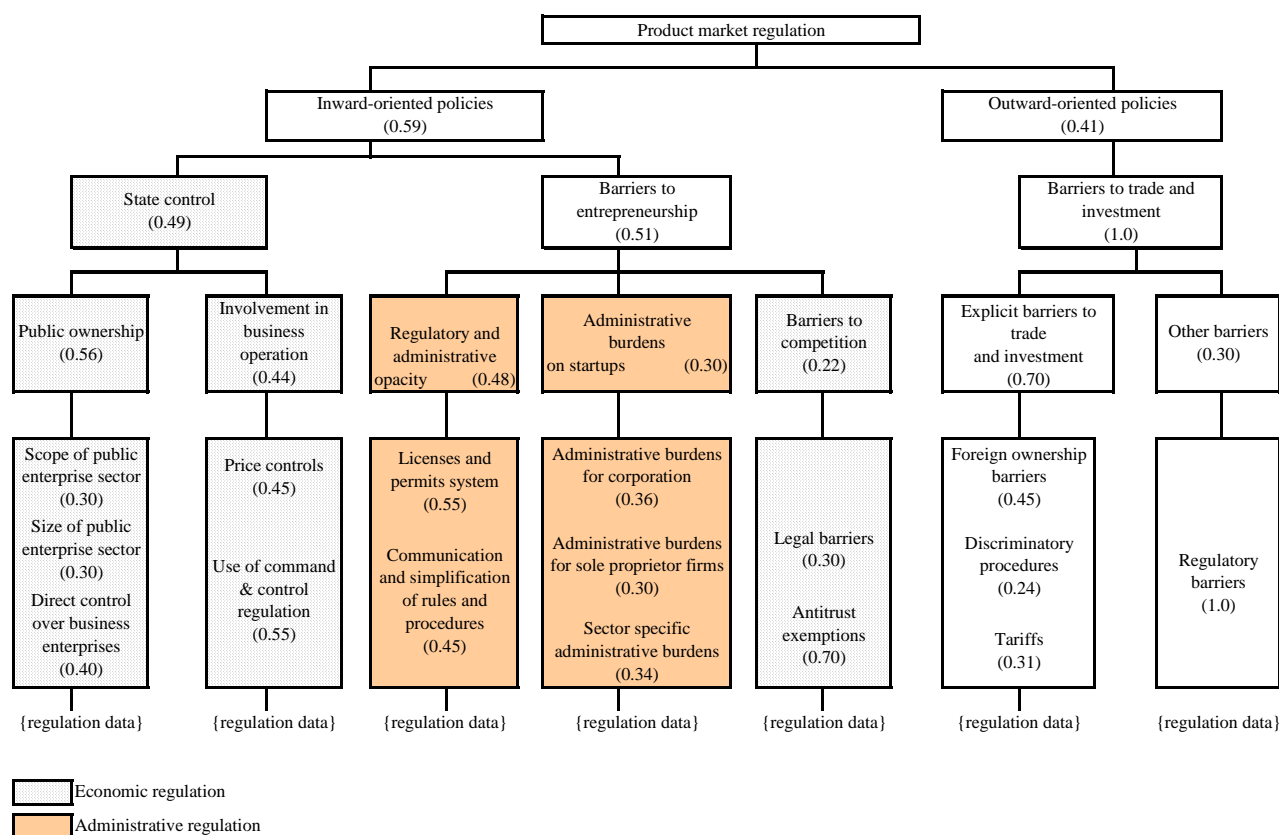 Product market regulation
Inward-oriented policies
(0.59)
Outward-oriented policies
(0.41)
State control
(0.49)
Barriers to
entrepreneurship
(0.51)
Barriers to trade and
investment
(1.0)
Public ownership
(0.56)
Involvement in
business
operation
(0.44)
Regulatory and
administrative
opacity (0.48)
Administrative
burdens
on startups (0.30)
Barriers to
competition
(0.22)
Explicit barriers to
trade
and investment
(0.70)
Other barriers
(0.30)
Scope of public
enterprise sector
(0.30)
Size of public
enterprise sector
(0.30)
Direct control
over business
enterprises
(0.40)
Price controls
(0.45)
Use of command
& control
regulation
(0.55)
Licenses and
permits system
(0.55)
Communication
and simplification
of rules and
procedures
(0.45)
Administrative burdens
for corporation
(0.36)
Administrative burdens
for sole proprietor firms
(0.30)
Sector specific
administrative burdens
(0.34)
Legal barriers
(0.30)
Antitrust
exemptions
(0.70)
Foreign ownership
barriers
(0.45)
Discriminatory
procedures
(0.24)
Tariffs
(0.31)
Regulatory
barriers
(1.0)
{regulation data}
{regulation data}
{regulation data}
{regulation data}
{regulation data}
{regulation data}
{regulation data}
Economic regulation
Administrative regulation